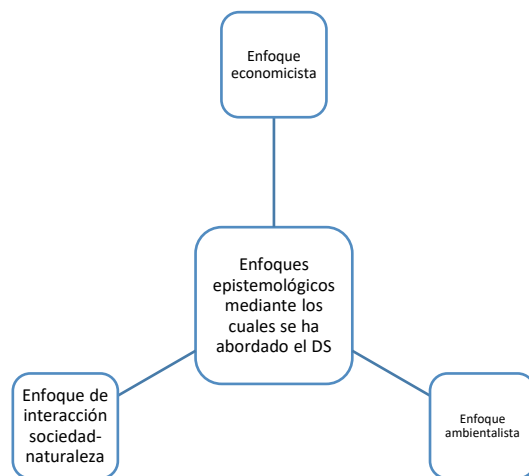 Enfoque
economicista
Enfoques
epistemológicos
mediante los
cuales se ha
abordado el DS
Enfoque de
interacción
sociedad-
naturaleza
Enfoque
ambientalista